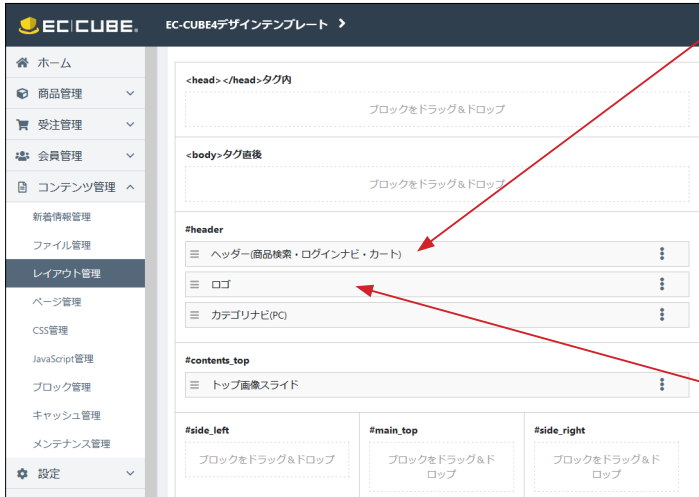 EC CUBE.
EC-CUBE4デザインテンプレート
ホーム
商品管理
受注管理
会員管理
コンテンツ管理
新着情報管理
ファイル管理
レイアウト管理
ページ管理
CSS管理
JavaScript管理
ブロック管理
キャッシュ管理
メンテナンス管理
設定
<head></head>タグ内
ブロックをドラッグ&ドロップ
<body>タグ直後
ブロックをドラッグ&ドロップ
#header
ヘッダー(商品検索・ログインナビ・カート)
ロゴ
カテゴリナビ(PC)
#contents_top
トップ画像スライド
#side_left
ブロックをドラッグ&ドロップ
#main_top
ブロックをドラッグ&ド
ロップ
#side_right
ブロックをドラッグ&ド
ロップ